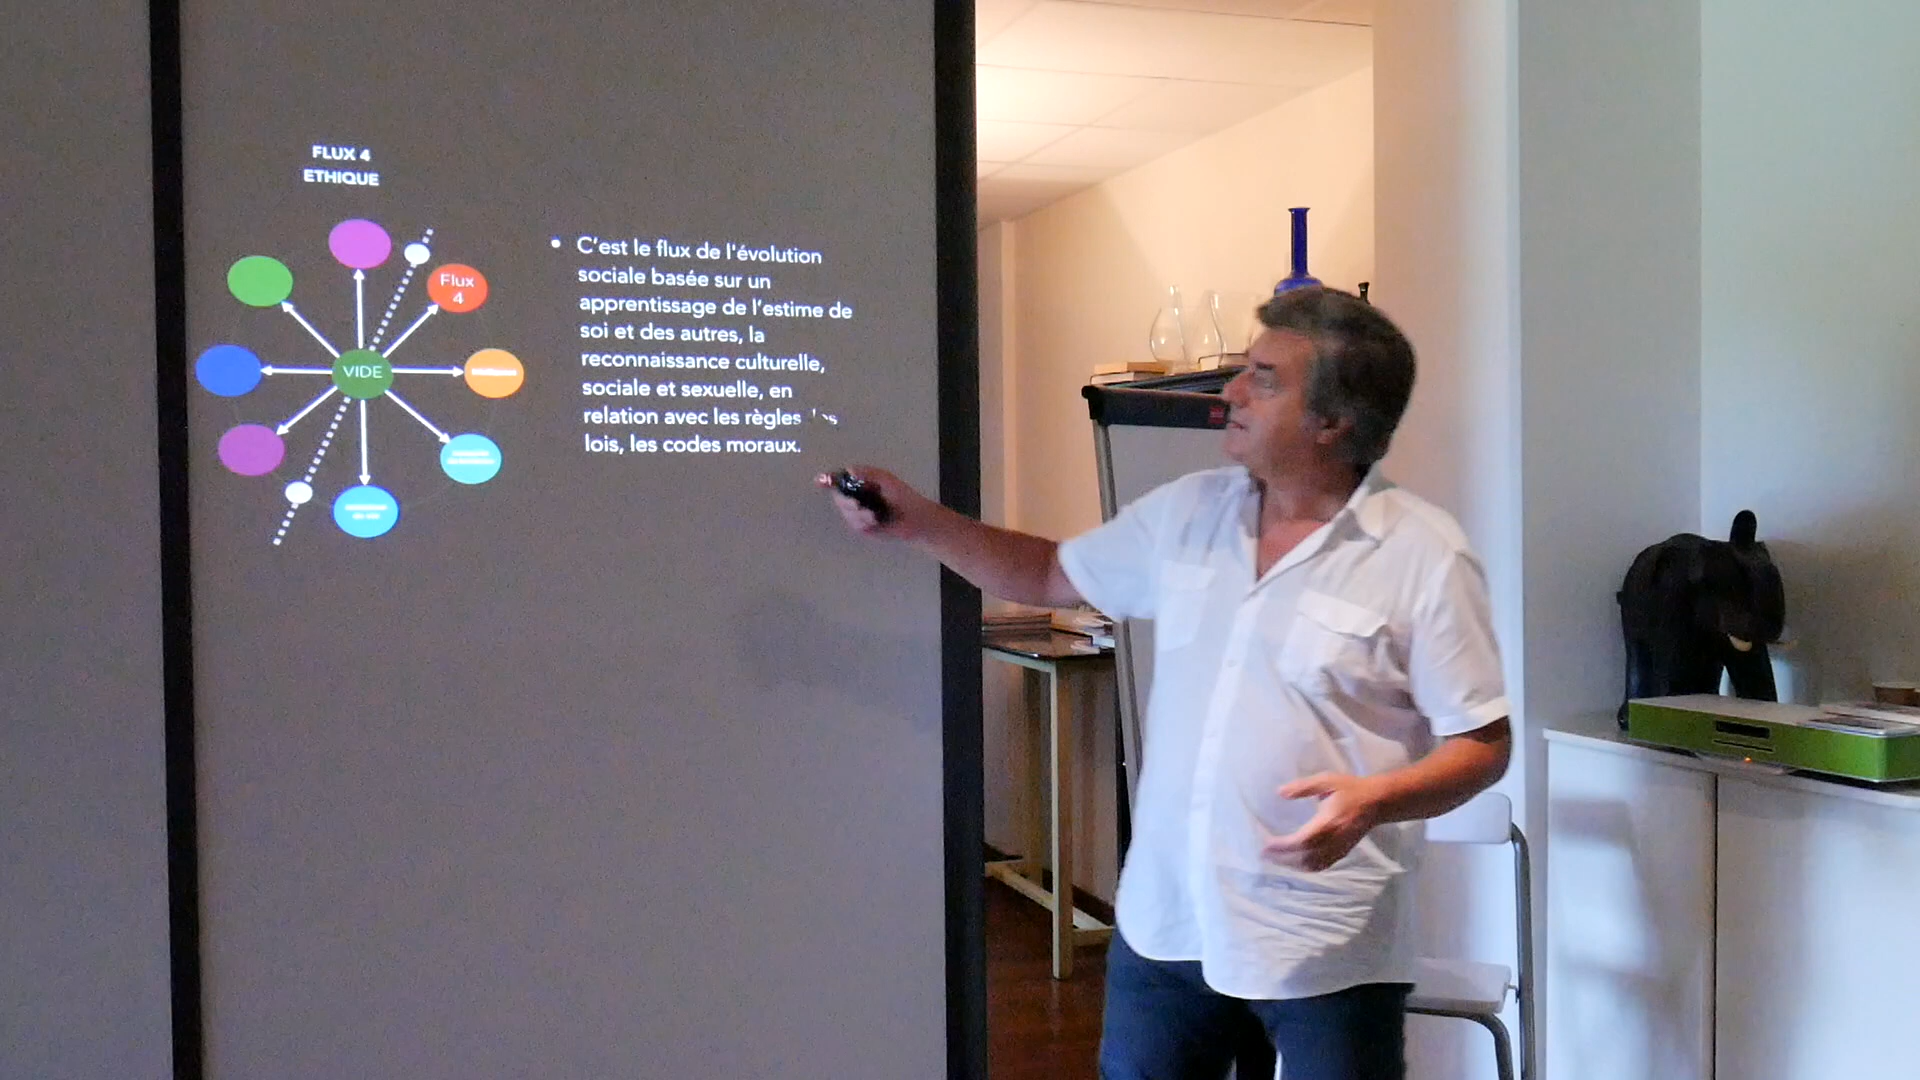 FLUX 4
ETHIQUE
Flux
4
VIDE
• C'est le flux de l'évolution
sociale basée sur un
apprentissage de l'estime de
soi et des autres, la
reconnaissance culturelle,
sociale et sexuelle, en
relation avec les règles
lois, les codes moraux.